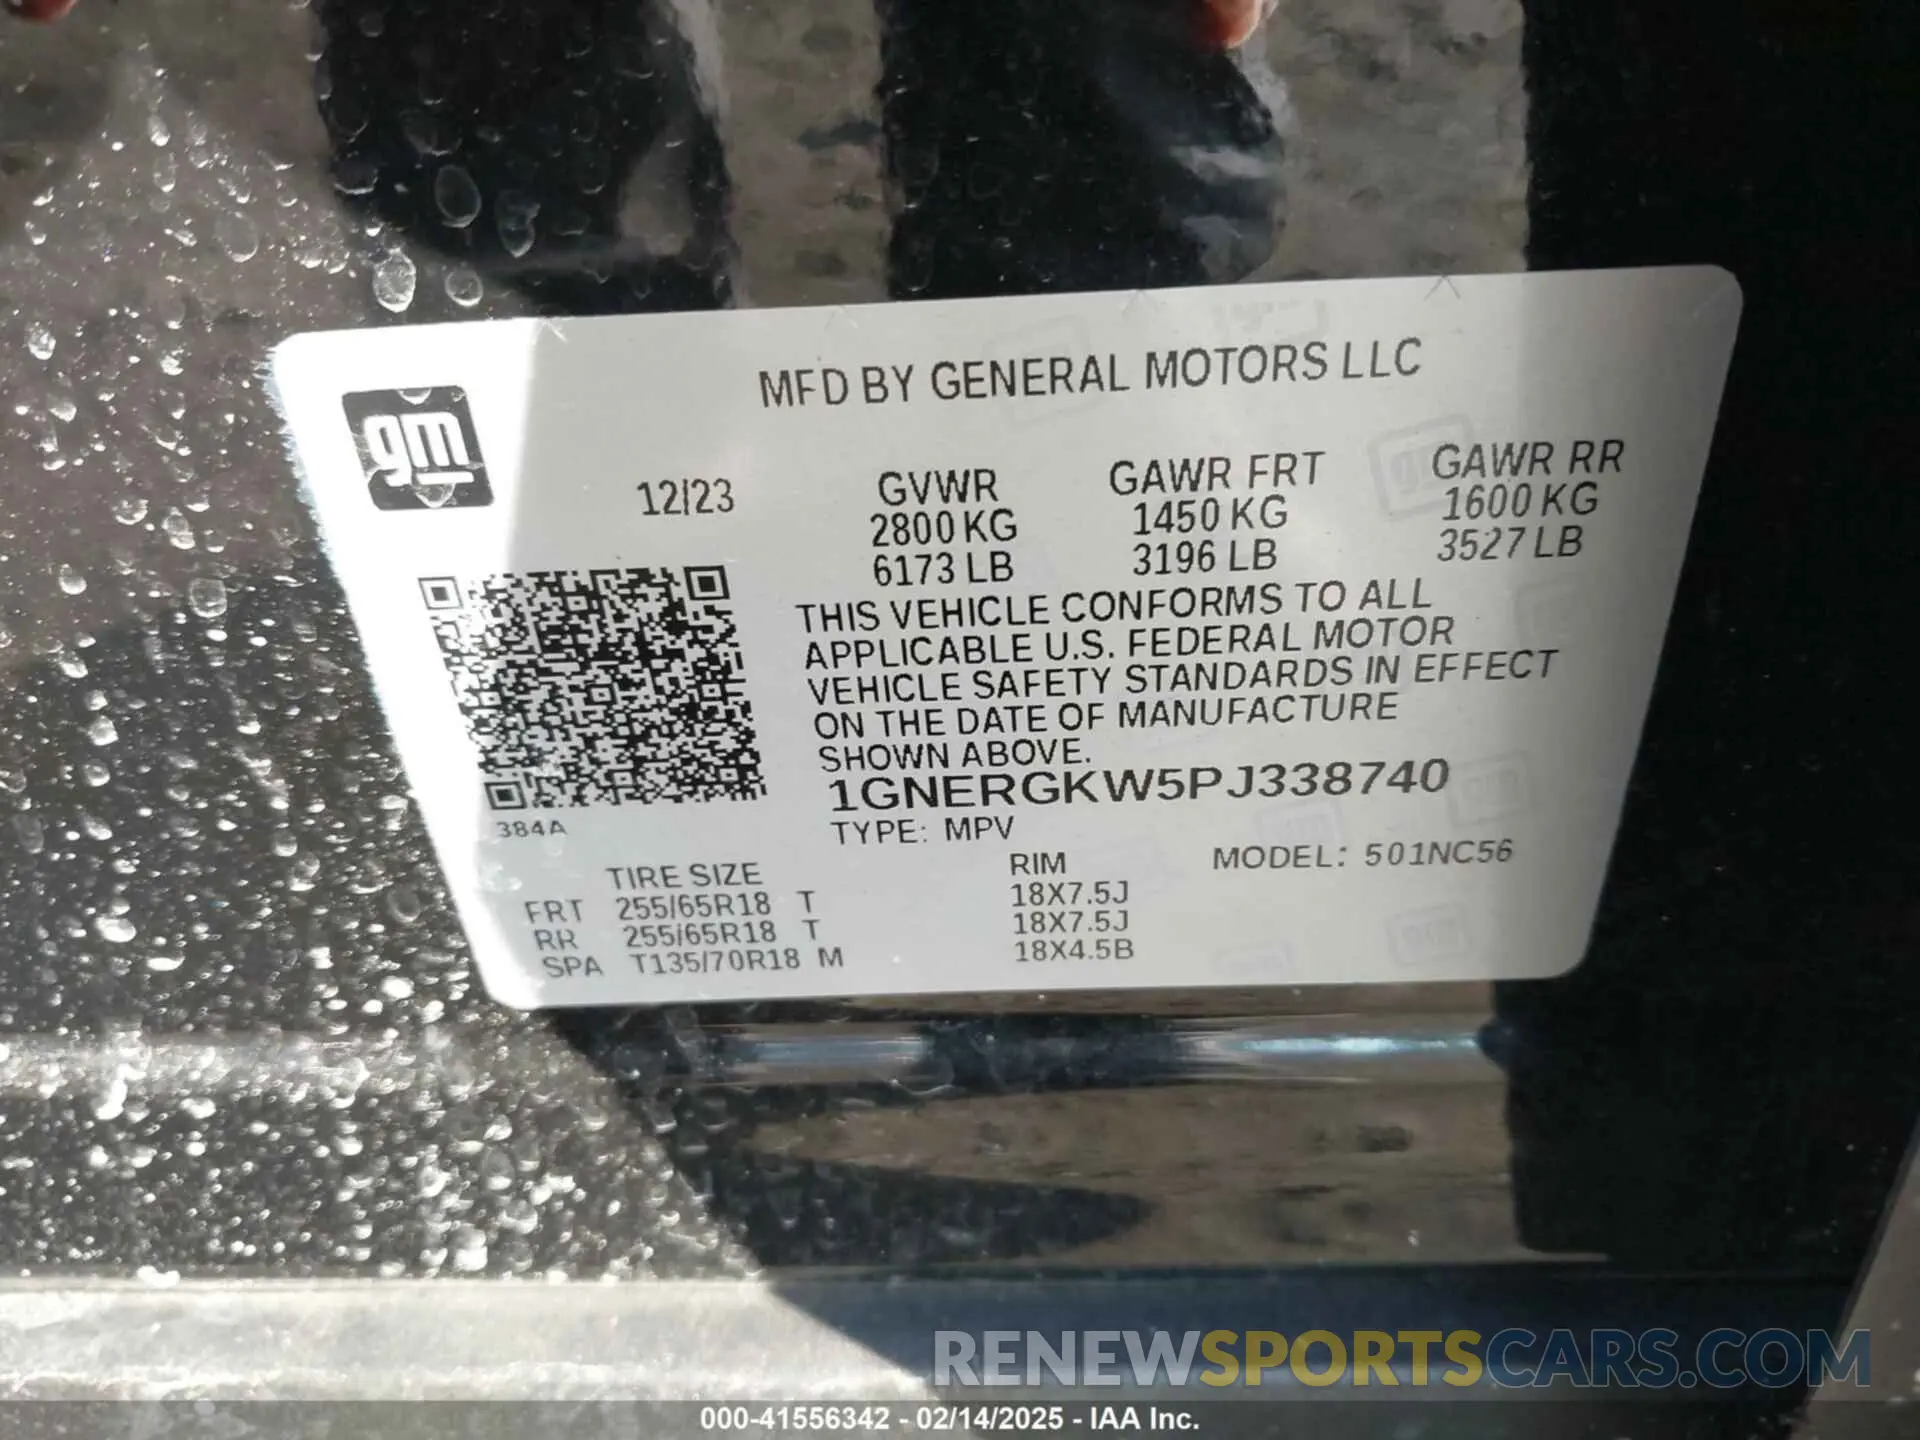 MFD BY GENERAL MOTORS LLC
gm
12/23
GVWR GAWR FRT GAWR RR
2800 KG 1450 KG 1600 KG
6173 LB 3196 LB 3527 LB
THIS VEHICLE CONFORMS TO ALL
APPLICABLE U.S. FEDERAL MOTOR
VEHICLE SAFETY STANDARDS IN EFFECT
ON THE DATE OF MANUFACTURE
SHOWN ABOVE.
1GNERGKW5PJ338740
384A
TYPE: MPV
MODEL: 501NC56
TIRE SIZE RIM
FRT 255/65R18 T 18X7.5J
RR 255/65R18 T 18X7.5J
SPA T135/70R18 M 18X4.5B
RENEWSPORTSCARS.COM
000-41556342 - 02/14/2025 - IAA Inc.